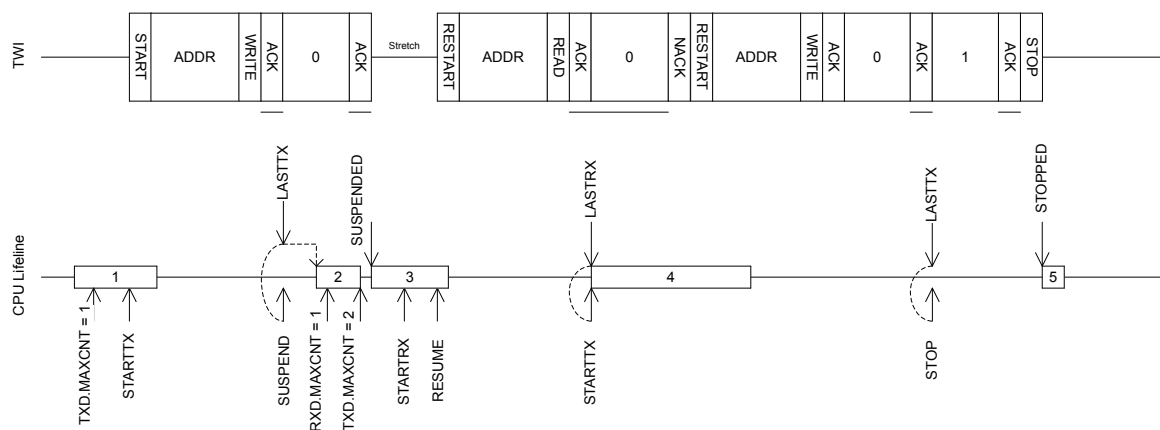 TWI
START
ADDR
WRITE
ACK
0
ACK
Stretch
RESTART
ADDR
READ
ACK
0
NACK
RESTART
ADDR
WRITE
ACK
0
ACK
1
ACK
STOP
CPU Lifeline
LASTTX
SUSPENDED
LASTRX
LASTTX
STOPPED
1
2
3
4
5
TXD.MAXCNT = 1
STARTTX
SUSPEND
RXD.MAXCNT = 1
TXD.MAXCNT = 2
STARTRX
RESUME
STARTTX
STOP